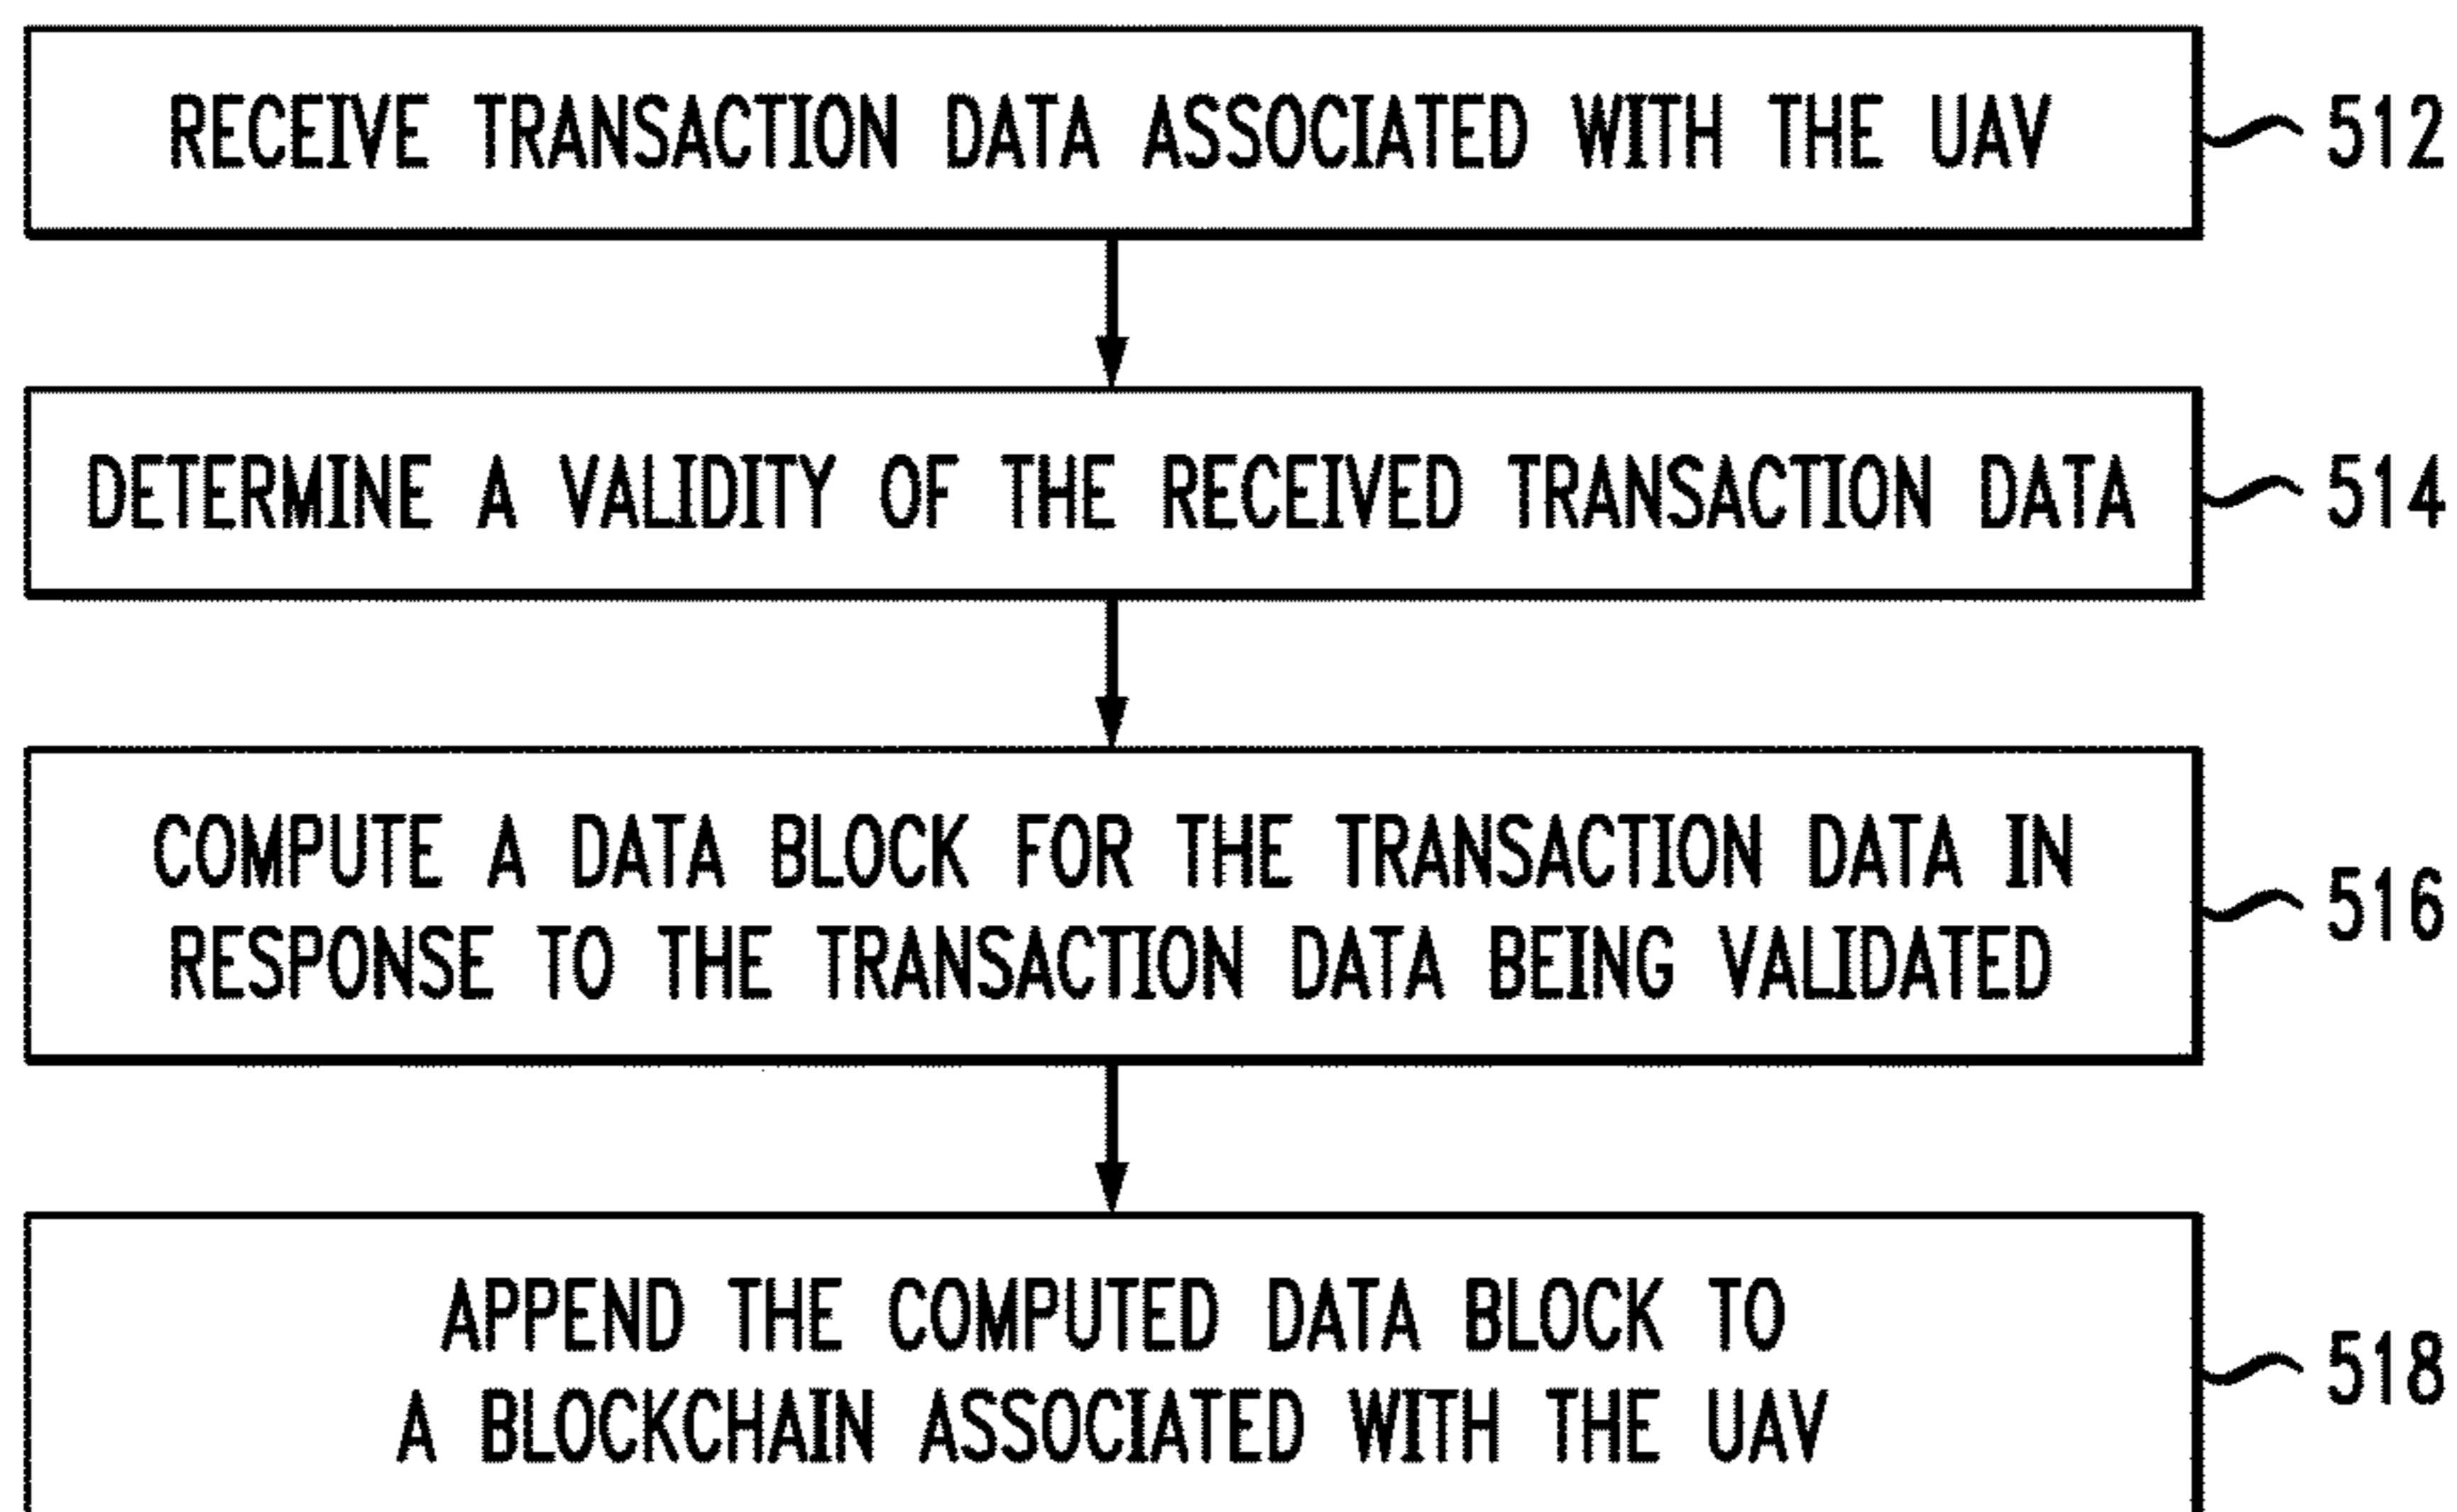 RECEIVE TRANSACTION DATA ASSOCIATED WITH THE UAV
512
DETERMINE A VALIDITY OF THE RECEIVED TRANSACTION DATA
514
COMPUTE A DATA BLOCK FOR THE TRANSACTION DATA IN
RESPONSE TO THE TRANSACTION DATA BEING VALIDATED
516
APPEND THE COMPUTED DATA BLOCK TO
A BLOCKCHAIN ASSOCIATED WITH THE UAV
518